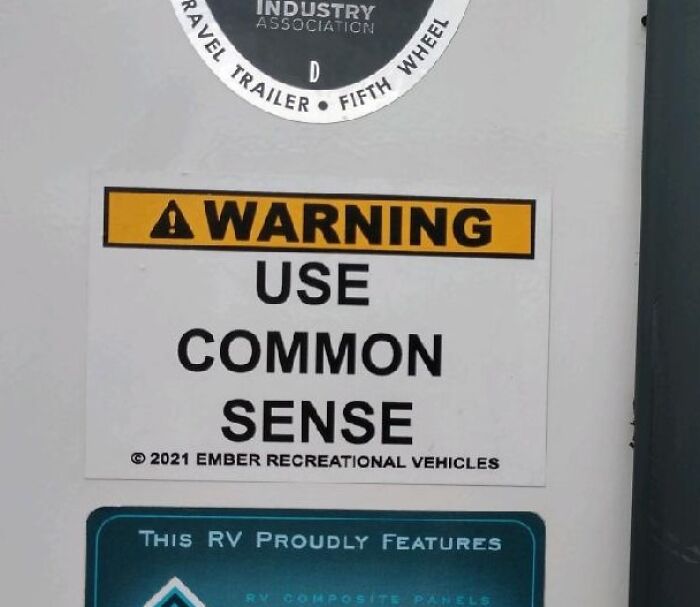 INDUSTRY
ASSOCIATION
D
TRAVEL TRAILER • FIFTH WHEEL
WARNING
USE
COMMON
SENSE
© 2021 EMBER RECREATIONAL VEHICLES
THIS RV PROUDLY FEATURES
RV COMPOSITE PANELS